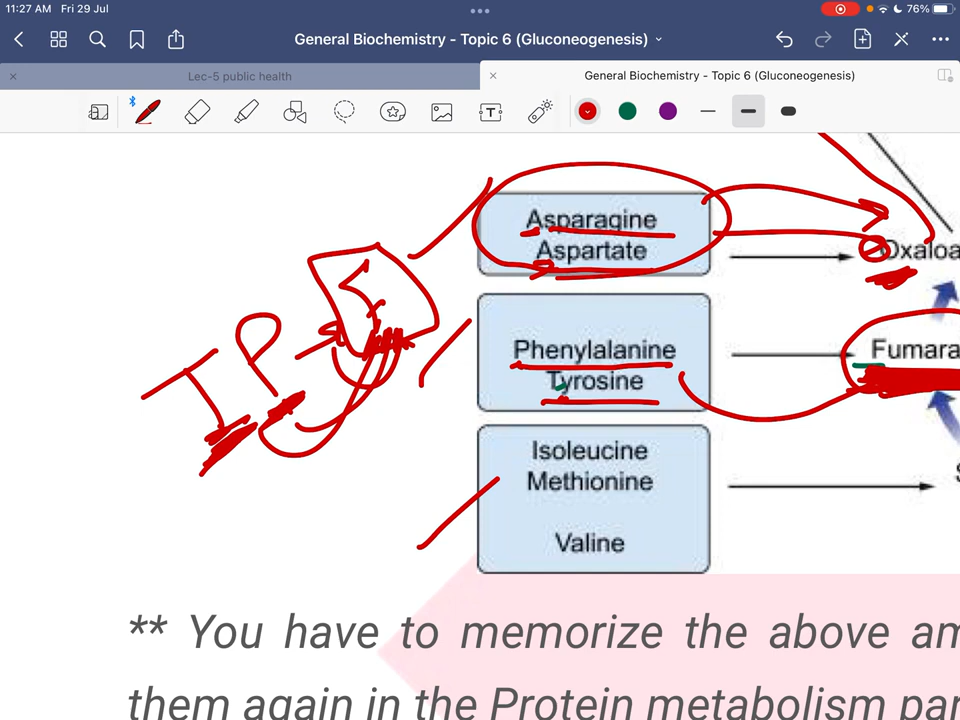 11:27 AM Fri 29 Jul
76%
General Biochemistry - Topic 6 (Gluconeogenesis)
Lec-5 public health
General Biochemistry - Topic 6 (Gluconeogenesis)
Asparagine
Aspartate
Oxaloa
Phenylalanine
Tyrosine
Fumara
Isoleucine
Methionine
S
Valine
IP
** You have to memorize the above am
them again in the Protein metabolism par